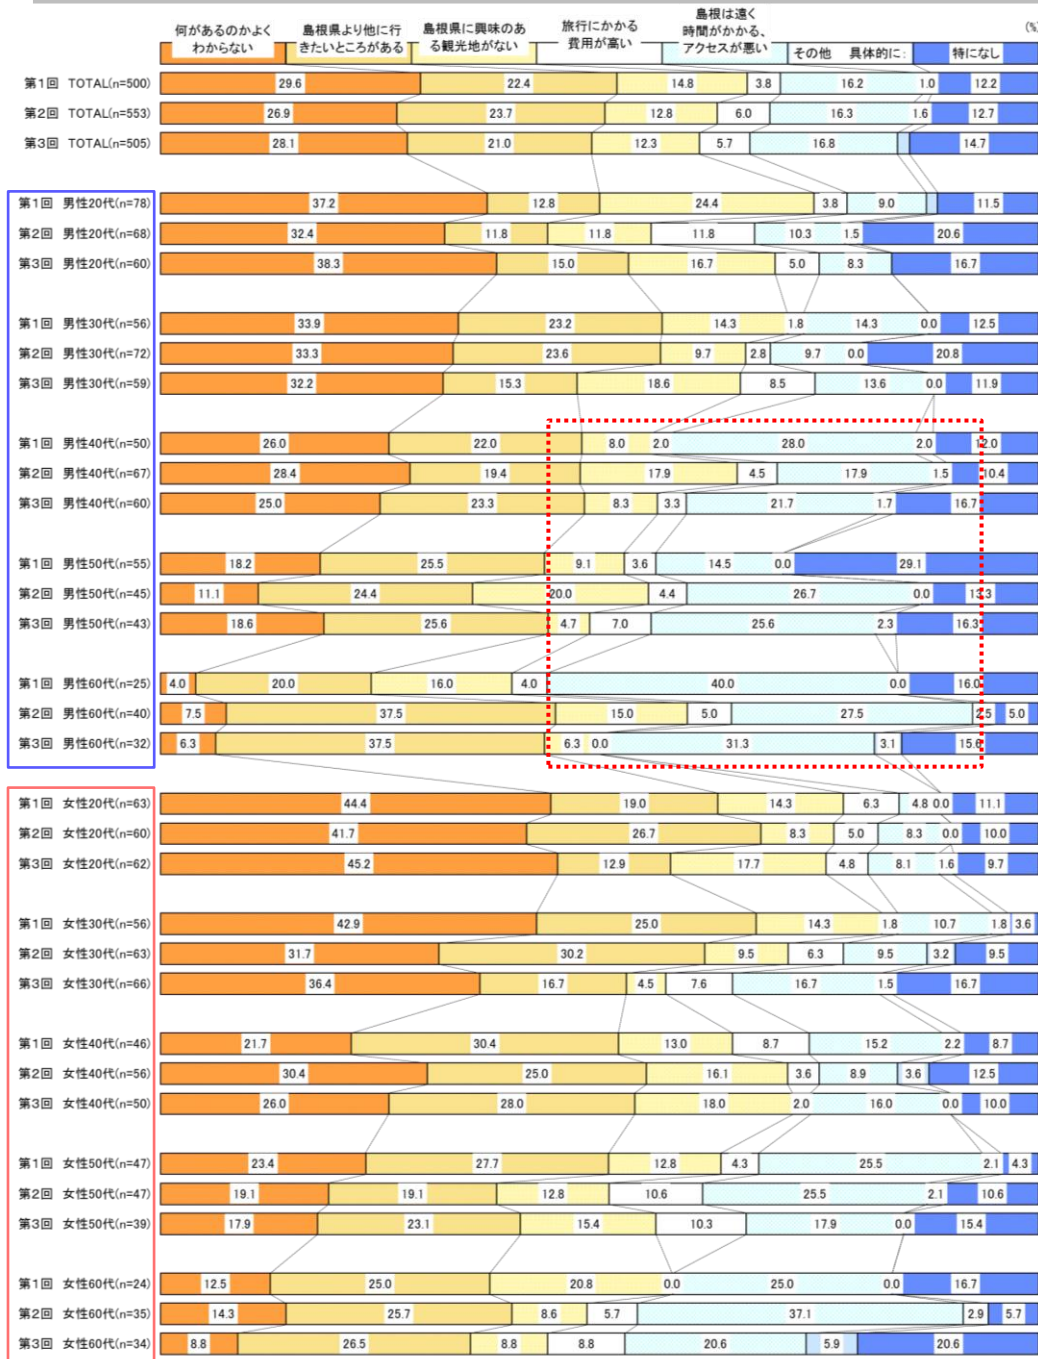 何があるのかよく
わからない
島根県より他に行
きたいところがある
島根県に興味のあ
る観光地がない
旅行にかかる
費用が高い
島根は遠く
時間がかかる、
アクセスが悪い
その他 具体的に:
特になし
(%)
第1回 TOTAL(n=500) 29.6 22.4 14.8 3.8 16.2 1.0 12.2
第2回 TOTAL(n=553) 26.9 23.7 12.8 6.0 16.3 1.6 12.7
第3回 TOTAL(n=505) 28.1 21.0 12.3 5.7 16.8 14.7
第1回 男性20代(n=78) 37.2 12.8 24.4 3.8 9.0 11.5
第2回 男性20代(n=68) 32.4 11.8 11.8 11.8 10.3 1.5 20.6
第3回 男性20代(n=60) 38.3 15.0 16.7 5.0 8.3 16.7
第1回 男性30代(n=56) 33.9 23.2 14.3 1.8 14.3 0.0 12.5
第2回 男性30代(n=72) 33.3 23.6 9.7 2.8 9.7 0.0 20.8
第3回 男性30代(n=59) 32.2 15.3 18.6 8.5 13.6 0.0 11.9
第1回 男性40代(n=50) 26.0 22.0 8.0 2.0 28.0 2.0 12.0
第2回 男性40代(n=67) 28.4 19.4 17.9 4.5 17.9 1.5 10.4
第3回 男性40代(n=60) 25.0 23.3 8.3 3.3 21.7 1.7 16.7
第1回 男性50代(n=55) 18.2 25.5 9.1 3.6 14.5 0.0 29.1
第2回 男性50代(n=45) 11.1 24.4 20.0 4.4 26.7 0.0 13.3
第3回 男性50代(n=43) 18.6 25.6 4.7 7.0 25.6 2.3 16.3
第1回 男性60代(n=25) 4.0 20.0 16.0 4.0 40.0 0.0 16.0
第2回 男性60代(n=40) 7.5 37.5 15.0 5.0 27.5 2.5 5.0
第3回 男性60代(n=32) 6.3 37.5 6.3 0.0 31.3 3.1 15.6
第1回 女性20代(n=63) 44.4 19.0 14.3 6.3 4.8 0.0 11.1
第2回 女性20代(n=60) 41.7 26.7 8.3 5.0 8.3 0.0 10.0
第3回 女性20代(n=62) 45.2 12.9 17.7 4.8 8.1 1.6 9.7
第1回 女性30代(n=56) 42.9 25.0 14.3 1.8 10.7 1.8 3.6
第2回 女性30代(n=63) 31.7 30.2 9.5 6.3 9.5 3.2 9.5
第3回 女性30代(n=66) 36.4 16.7 4.5 7.6 16.7 1.5 16.7
第1回 女性40代(n=46) 21.7 30.4 13.0 8.7 15.2 2.2 8.7
第2回 女性40代(n=56) 30.4 25.0 16.1 3.6 8.9 3.6 12.5
第3回 女性40代(n=50) 26.0 28.0 18.0 2.0 16.0 0.0 10.0
第1回 女性50代(n=47) 23.4 27.7 12.8 4.3 25.5 2.1 4.3
第2回 女性50代(n=47) 19.1 19.1 12.8 10.6 25.5 2.1 10.6
第3回 女性50代(n=39) 17.9 23.1 15.4 10.3 17.9 0.0 15.4
第1回 女性60代(n=24) 12.5 25.0 20.8 0.0 25.0 0.0 16.7
第2回 女性60代(n=35) 14.3 25.7 8.6 5.7 37.1 2.9 5.7
第3回 女性60代(n=34) 8.8 26.5 8.8 8.8 20.6 5.9 20.6